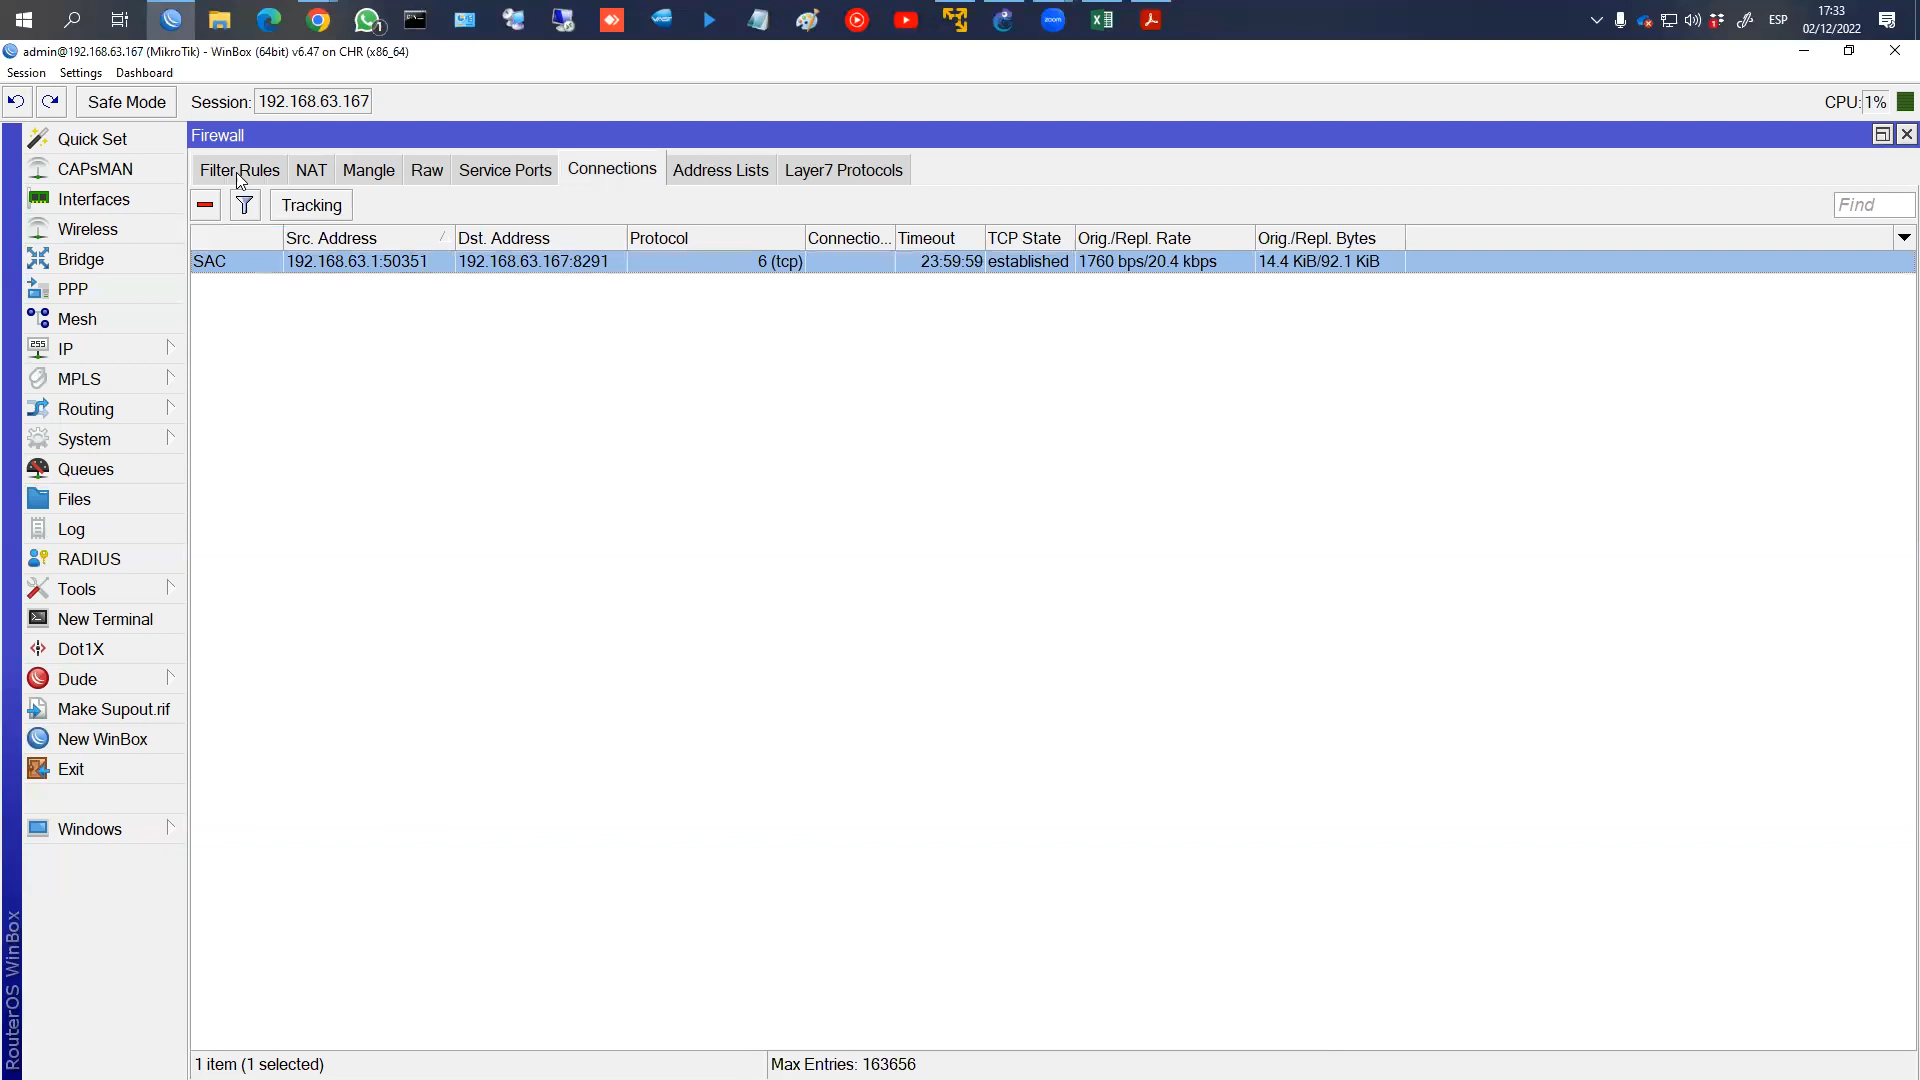 17:33
ESP
02/12/2022
admin@192.168.63.167 (MikroTik) - WinBox (64bit) v6.47 on CHR (x86_64)
Session Settings Dashboard
Safe Mode Session: 192.168.63.167 CPU: 1%
Quick Set
CAPsMAN
Interfaces
Wireless
Bridge
PPP
Mesh
255 IP
MPLS
Routing
System
Queues
Files
Log
RADIUS
Tools
New Terminal
Dot1X
Dude
Make Supout.rif
New WinBox
Exit
Windows
RouterOS WinBox
Firewall
Filter Rules NAT Mangle Raw Service Ports Connections Address Lists Layer7 Protocols
Tracking Find
Src. Address / Dst. Address Protocol Connectio... Timeout TCP State Orig./Repl. Rate Orig./Repl. Bytes
SAC 192.168.63.1:50351 192.168.63.167:8291 6 (tcp) 23:59:59 established 1760 bps/20.4 kbps 14.4 KiB/92.1 KiB
1 item (1 selected) Max Entries: 163656